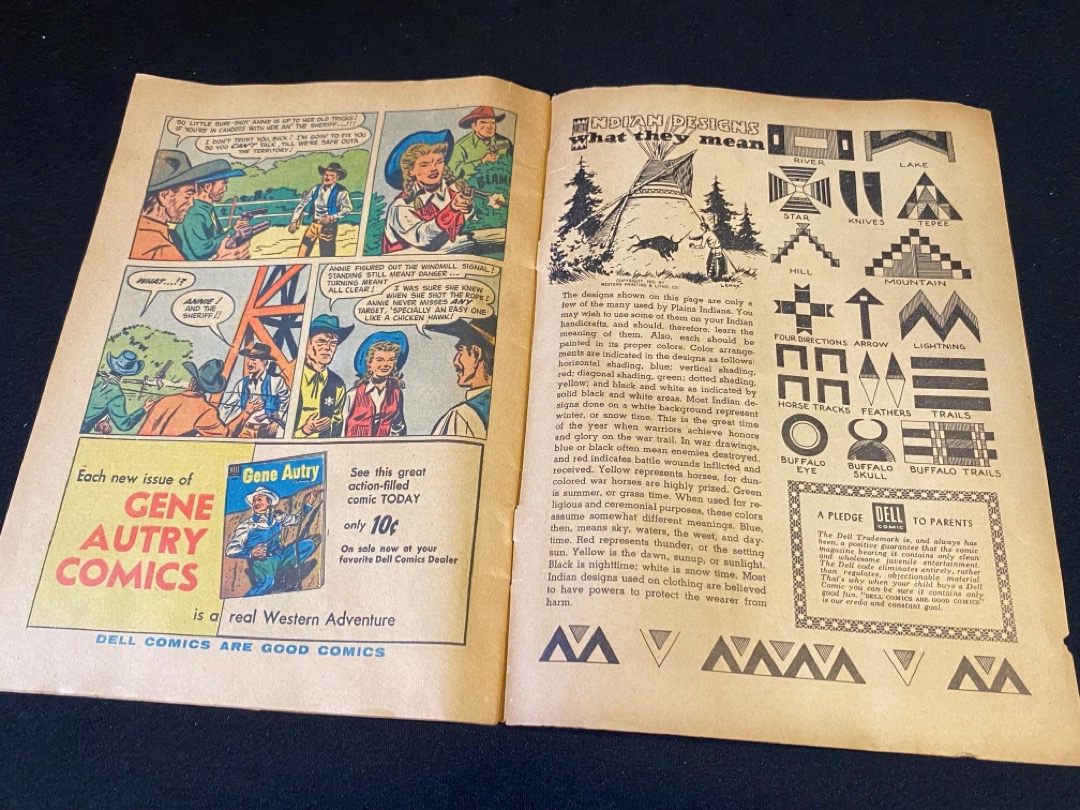 SO LITTLE SURE-SHOT ANNIE IS UP TO HER OLD TRICKS!
IF YOU'RE IN CAHOOTS WITH HER AN' THE SHERIFF...!!!
I DON'T TRUST YOU, DICK! I'M GOIN' TO FIX YOU
SO YOU CAN'T TALK, TILL WE'RE SAFE OUTA
THE TERRITORY!
BLAM!
WHAT...!?
ANNIE!
AND THE
SHERIFF!!
ANNIE FIGURED OUT THE WINDMILL SIGNAL!
STANDING STILL MEANT DANGER...
TURNING MEANT
ALL CLEAR!
I WAS SURE SHE KNEW
WHEN SHE SHOT THE ROPE!
ANNIE NEVER MISSES ANY
TARGET, 'SPECIALLY AN EASY ONE
LIKE A CHICKEN HAWK!
Each new issue of
GENE
AUTRY
COMICS
is a real Western Adventure
DELL
Gene Autry
See this great
action-filled
comic TODAY
only 10¢
On sale now at your
favorite Dell Comics Dealer
DELL COMICS ARE GOOD COMICS
INDIAN DESIGNS
What they mean
COPYRIGHT, 1955, BY
WESTERN PRINTING & LITHO. CO.
LENOX
The designs shown on this page are only a
few of the many used by Plains Indians. You
may wish to use some of them on your Indian
handicrafts, and should, therefore, learn the
meaning of them. Also, each should be
painted in its proper colors. Color arrange-
ments are indicated in the designs as follows:
horizontal shading, blue; vertical shading,
red; diagonal shading, green; dotted shading,
yellow; and black and white as indicated by
solid black and white areas. Most Indian de-
signs done on a white background represent
winter, or snow time. This is the great time
of the year when warriors achieve honors
and glory on the war trail. In war drawings,
blue or black often mean enemies destroyed,
and red indicates battle wounds inflicted and
received. Yellow represents horses, for dun-
colored war horses are highly prized. Green
is summer, or grass time. When used for re-
ligious and ceremonial purposes, these colors
assume somewhat different meanings. Blue,
then, means sky, waters, the west, and day-
time. Red represents thunder, or the setting
sun. Yellow is the dawn, sunup, or sunlight.
Black is nighttime; white is snow time. Most
Indian designs used on clothing are believed
to have powers to protect the wearer from
harm.
RIVER
LAKE
STAR
KNIVES
TEPEE
HILL
MOUNTAIN
FOUR DIRECTIONS
ARROW
LIGHTNING
HORSE TRACKS
FEATHERS
TRAILS
BUFFALO
EYE
BUFFALO
SKULL
BUFFALO TRAILS
A PLEDGE DELL COMIC TO PARENTS
The Dell Trademark is, and always has
been, a positive guarantee that the comic
magazine bearing it contains only clean
and wholesome juvenile entertainment.
The Dell code eliminates entirely, rather
than regulates, objectionable material.
That's why when your child buys a Dell
Comic you can be sure it contains only
good fun. "DELL COMICS ARE GOOD COMICS"
is our credo and constant goal.